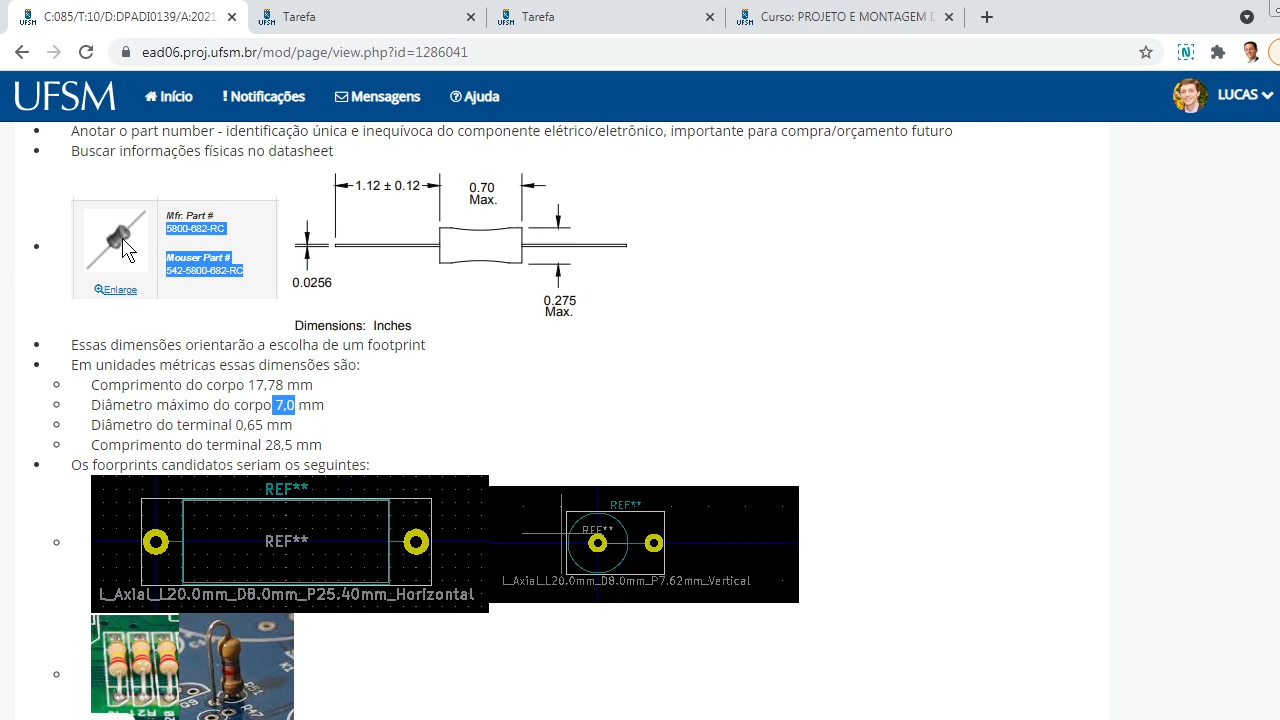 C:085/T:10/D:DPADI0139/A:2021
Tarefa
Tarefa
Curso: PROJETO E MONTAGEM D
ead06.proj.ufsm.br/mod/page/view.php?id=1286041
UFSM
Início
! Notificações
Mensagens
Ajuda
LUCAS
Anotar o part number - identificação única e inequívoca do componente elétrico/eletrônico, importante para compra/orçamento futuro
Buscar informações físicas no datasheet
Mfr. Part #
5800-682-RC
Mouser Part #
542-5800-682-RC
Enlarge
1.12 ± 0.12
0.70
Max.
0.0256
0.275
Max.
Dimensions: Inches
Essas dimensões orientarão a escolha de um footprint
Em unidades métricas essas dimensões são:
Comprimento do corpo 17,78 mm
Diâmetro máximo do corpo 7,0 mm
Diâmetro do terminal 0,65 mm
Comprimento do terminal 28,5 mm
Os foorprints candidatos seriam os seguintes:
REF**
REF**
L_Axial_L20.0mm_D8.0mm_P25.40mm_Horizontal
REF**
REF**
L_Axial_L20.0mm_D8.0mm_P7.62mm_Vertical